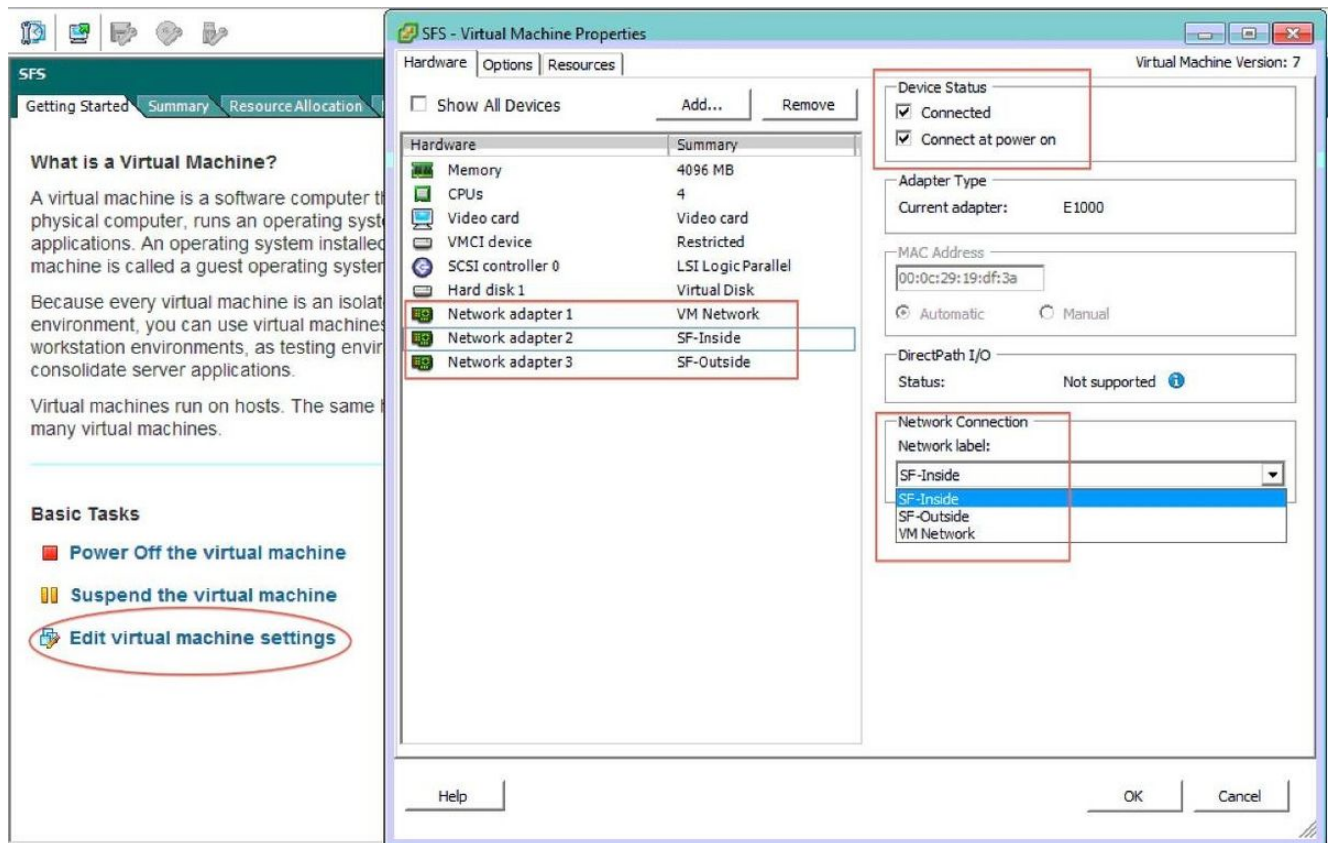 SFS
Getting Started
Summary
Resource Allocation
What is a Virtual Machine?
A virtual machine is a software computer
physical computer, runs an operating
applications. An operating system installed
machine is called a guest operating
Because every virtual machine is an
environment, you can use virtual machines
workstation environments, as testing
consolidate server applications.
Virtual machines run on hosts. The same
many virtual machines.
Basic Tasks
Power Off the virtual machine
Suspend the virtual machine
Edit virtual machine settings
SFS - Virtual Machine Properties
Hardware Options Resources
Virtual Machine Version: 7
Show All Devices
Add... Remove
Hardware Summary
Memory 4096 MB
CPUs 4
Video card Video card
VMCI device Restricted
SCSI controller 0 LSI Logic Parallel
Hard disk 1 Virtual Disk
Network adapter 1 VM Network
Network adapter 2 SF-Inside
Network adapter 3 SF-Outside
Device Status
Connected
Connect at power on
Adapter Type
Current adapter: E1000
MAC Address
00:0c:29:19:df:3a
Automatic Manual
DirectPath I/O
Status: Not supported
Network Connection
Network label:
SF-Inside
SF-Inside
SF-Outside
VM Network
Help
OK Cancel